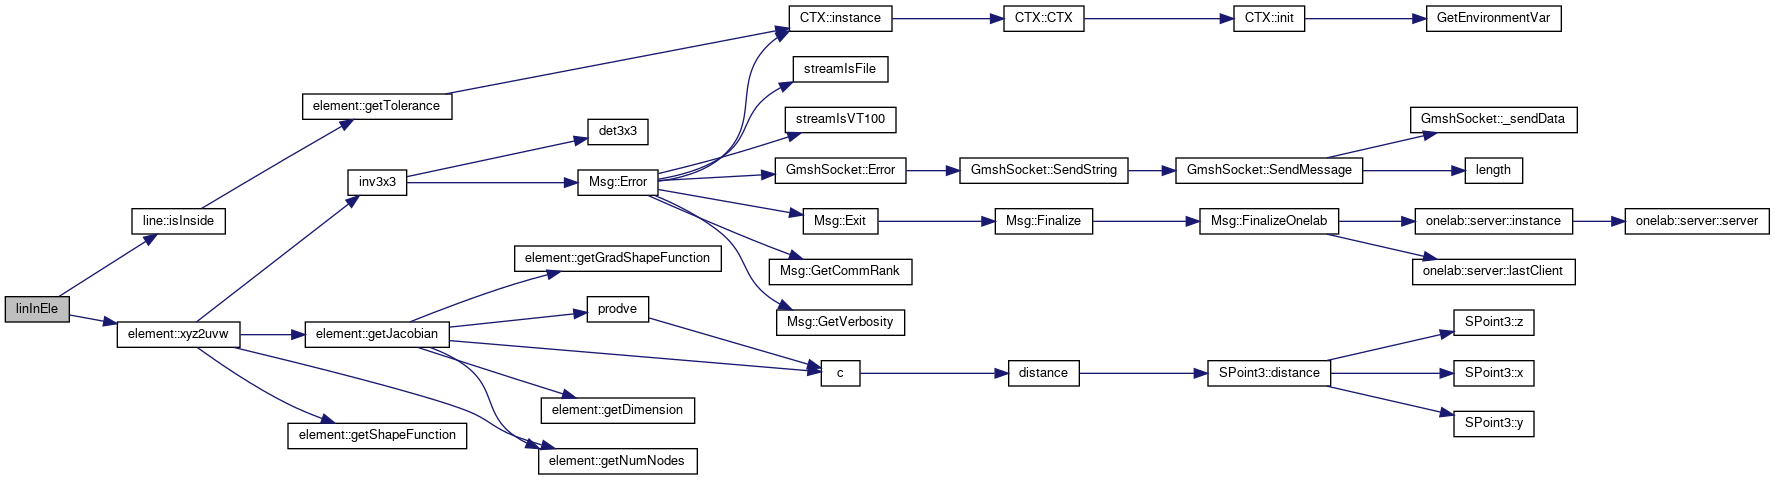 linInEle
line::isInside
element::xyz2uvw
element::getTolerance
inv3x3
element::getJacobian
element::getShapeFunction
det3x3
Msg::Error
element::getGradShapeFunction
prodve
element::getDimension
element::getNumNodes
CTX::instance
streamIsFile
streamIsVT100
GmshSocket::Error
Msg::Exit
Msg::GetCommRank
Msg::GetVerbosity
c
CTX::CTX
GmshSocket::SendString
Msg::Finalize
distance
CTX::init
GmshSocket::SendMessage
Msg::FinalizeOnelab
SPoint3::distance
GetEnvironmentVar
GmshSocket::_sendData
length
onelab::server::instance
onelab::server::lastClient
SPoint3::z
SPoint3::x
SPoint3::y
onelab::server::server